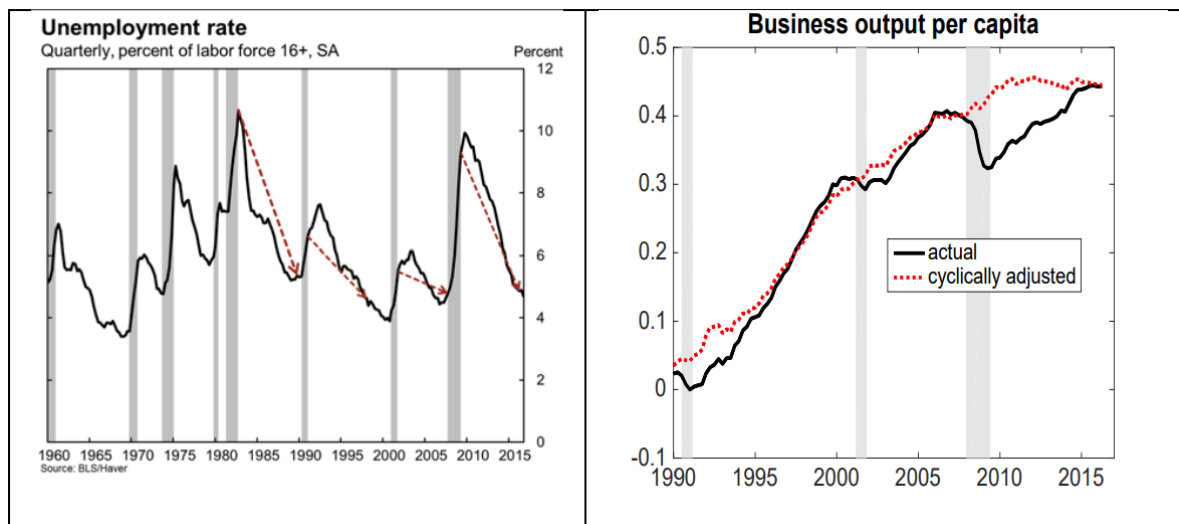 Unemployment rate
Quarterly, percent of labor force 16+, SA
Percent
12
10
8
6
4
2
0
1960 1965 1970 1975 1980 1985 1990 1995 2000 2005 2010 2015
Source: BLS/Haver
Business output per capita
0.5
0.4
0.3
0.2
0.1
0
-0.1
actual
cyclically adjusted
1990 1995 2000 2005 2010 2015